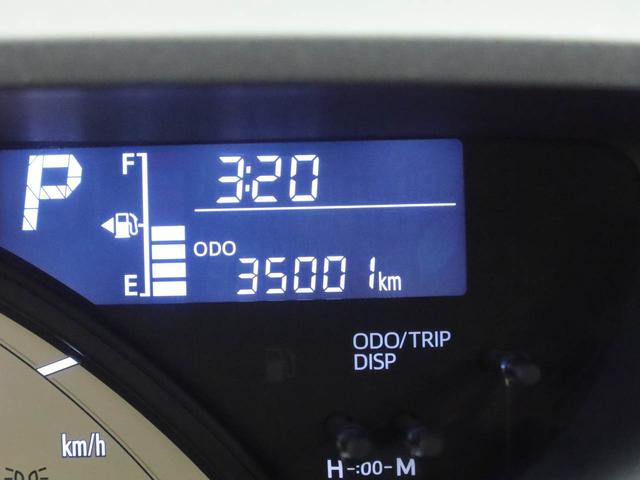 P
F
3:20
ODO
E
35001km
ODO/TRIP
DISP
km/h
H-:00-M